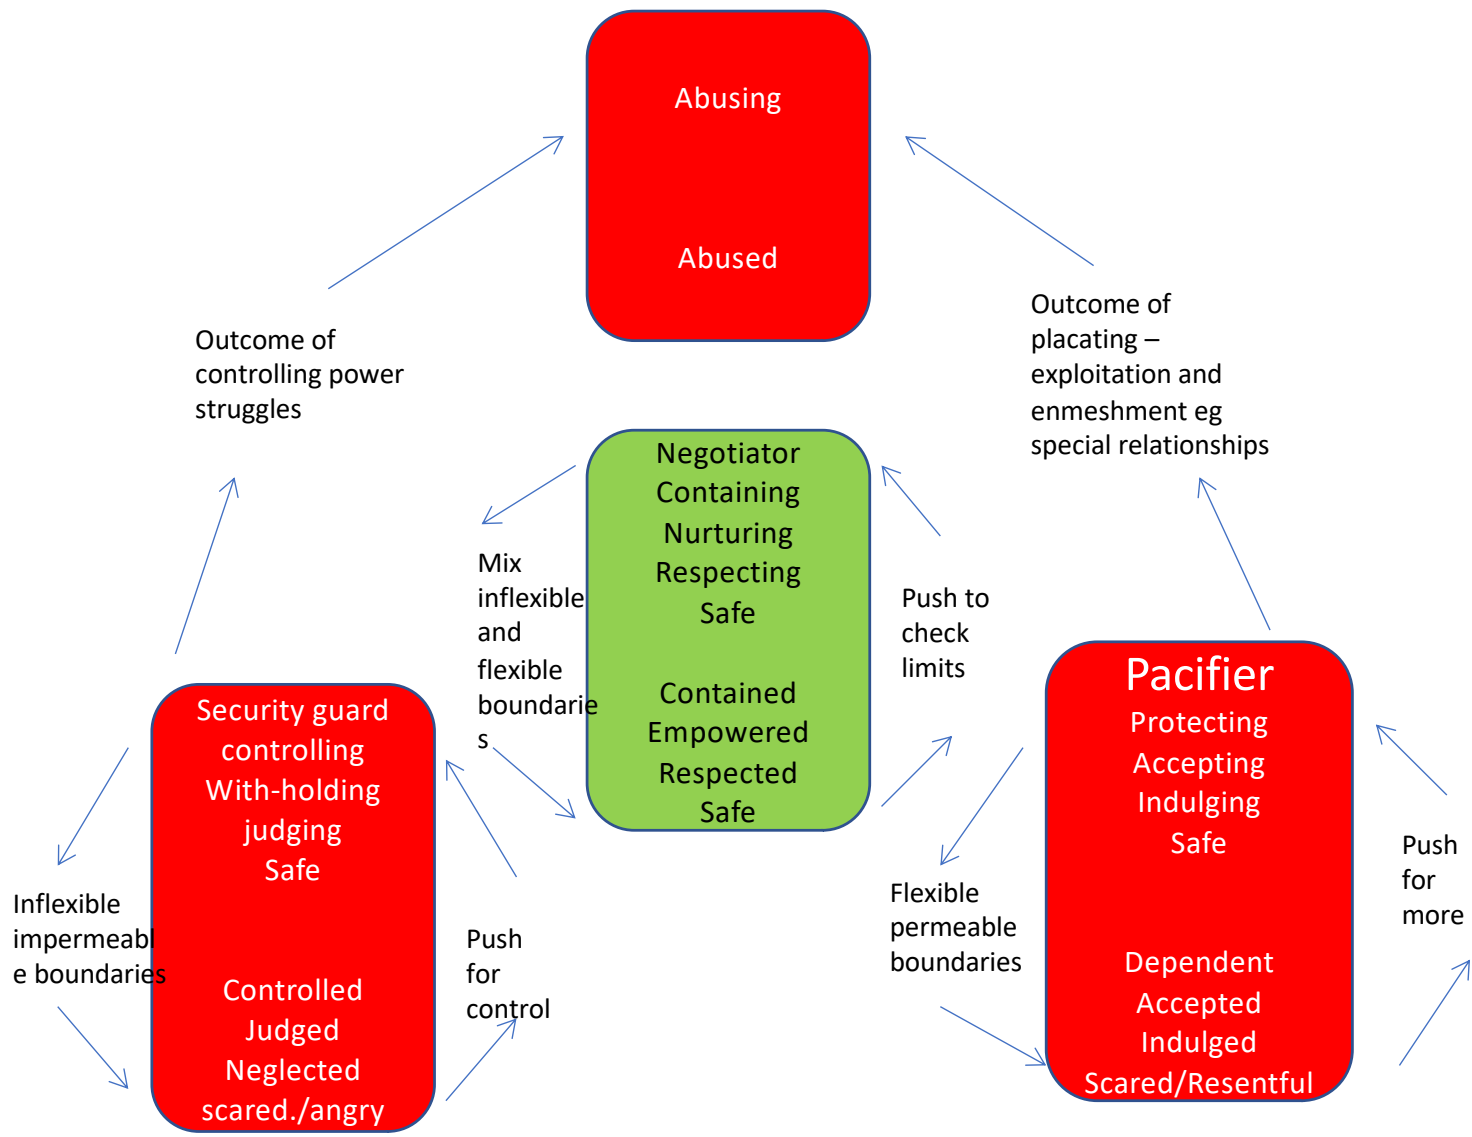 Abusing
Abused
Outcome of
controlling power
struggles
Outcome of
placating –
exploitation and
enmeshment eg
special relationships
Negotiator
Containing
Nurturing
Respecting
Safe
Contained
Empowered
Respected
Safe
Mix
inflexible
and
flexible
boundarie
s
Push to
check
limits
Security guard
controlling
With-holding
judging
Safe
Controlled
Judged
Neglected
scared./angry
Inflexible
impermeabl
e boundaries
Push
for
control
Pacifier
Protecting
Accepting
Indulging
Safe
Dependent
Accepted
Indulged
Scared/Resentful
Flexible
permeable
boundaries
Push
for
more